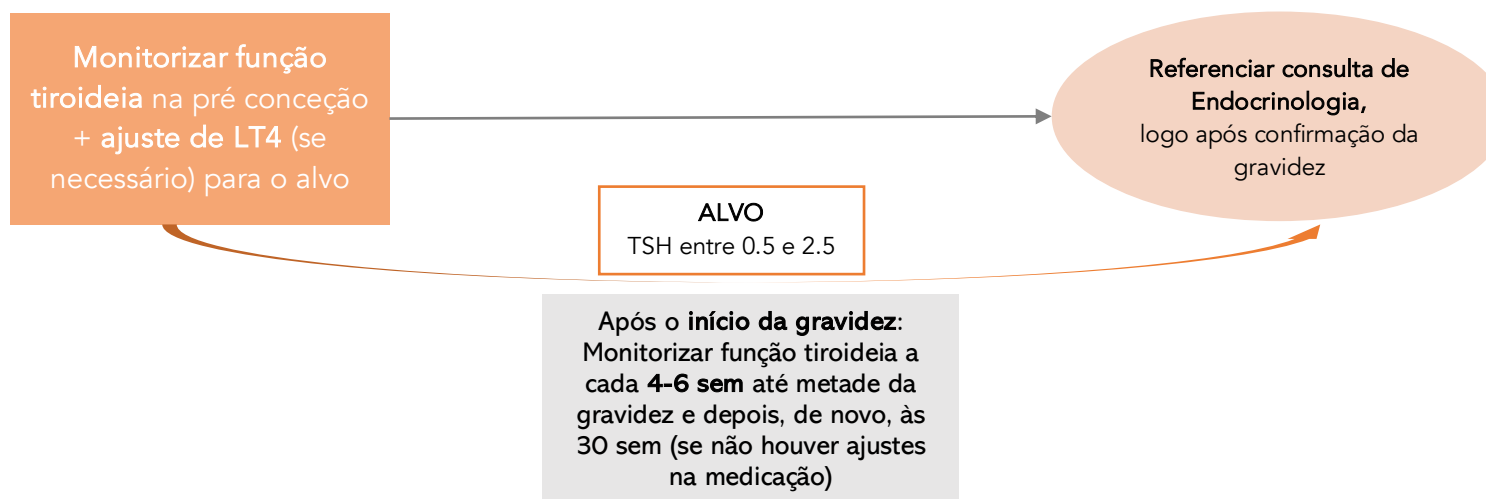 Monitorizar função
tiroideia na pré conceção
+ ajuste de LT4 (se
necessário) para o alvo
Referenciar consulta de
Endocrinologia,
logo após confirmação da
gravidez
ALVO
TSH entre 0.5 e 2.5
Após o início da gravidez:
Monitorizar função tiroideia a
cada 4-6 sem até metade da
gravidez e depois, de novo, às
30 sem (se não houver ajustes
na medicação)